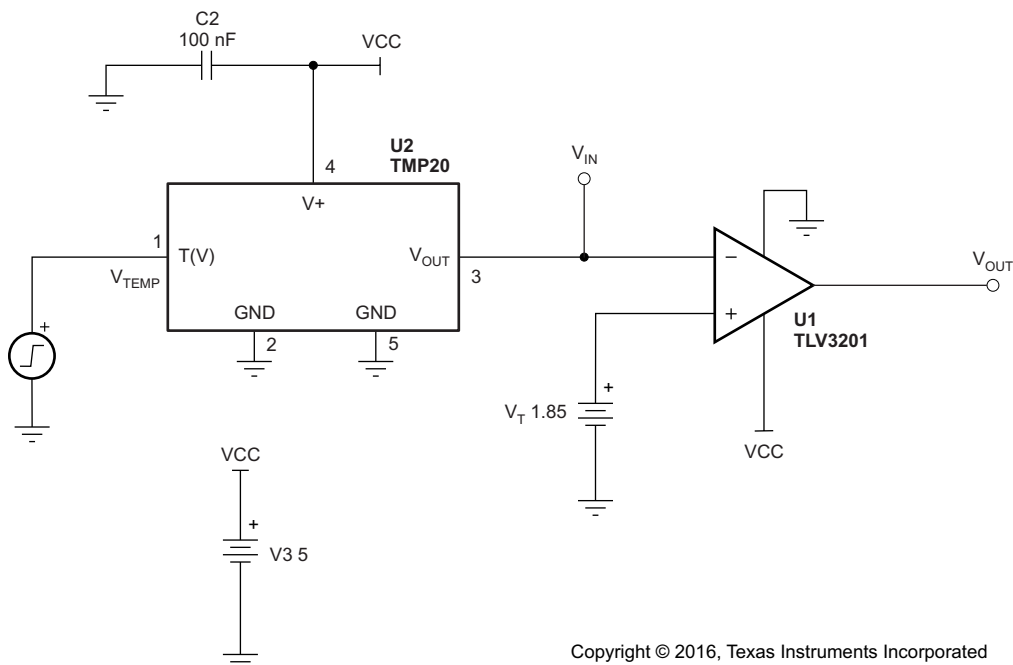 C2
100 nF
VCC
U2
TMP20
4
V+
1
T(V)
V_TEMP
V_OUT
3
GND
GND
2
5
V_IN
−
+
U1
TLV3201
V_OUT
+
+
V_T 1.85
VCC
VCC
+
V3 5
Copyright © 2016, Texas Instruments Incorporated